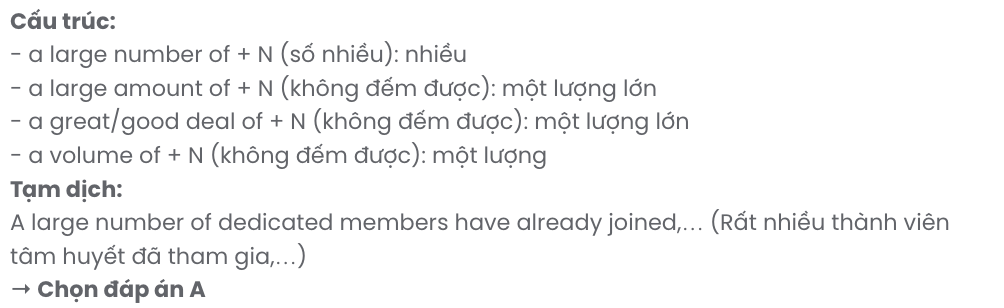 Cấu trúc:
- a large number of + N (số nhiều): nhiều
- a large amount of + N (không đếm được): một lượng lớn
- a great/good deal of + N (không đếm được): một lượng lớn
- a volume of + N (không đếm được): một lượng
Tạm dịch:
A large number of dedicated members have already joined,… (Rất nhiều thành viên
tâm huyết đã tham gia,…)
→ Chọn đáp án A